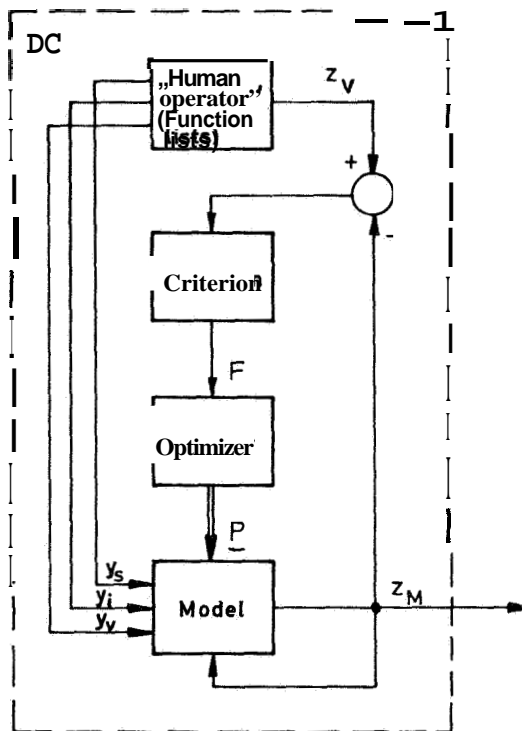 — —1
DC
„Human
operator”
(Function
lists)
z_V
+
-
Criterion
F
Optimizer
P
y_s
y_i
y_v
Model
z_M